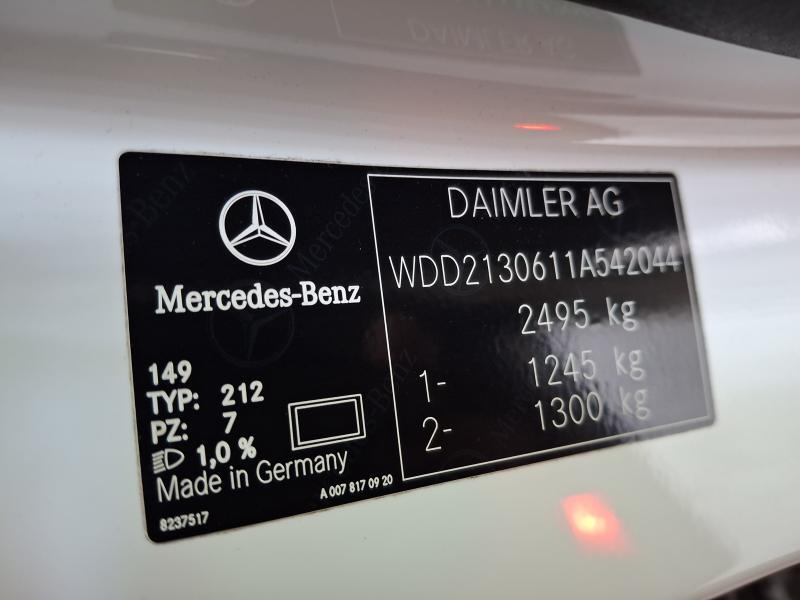 Mercedes-Benz
149
TYP: 212
PZ: 7
1,0 %
Made in Germany
A 007 817 09 20
8237517
DAIMLER AG
WDD2130611A542044
2495 kg
1- 1245 kg
2- 1300 kg